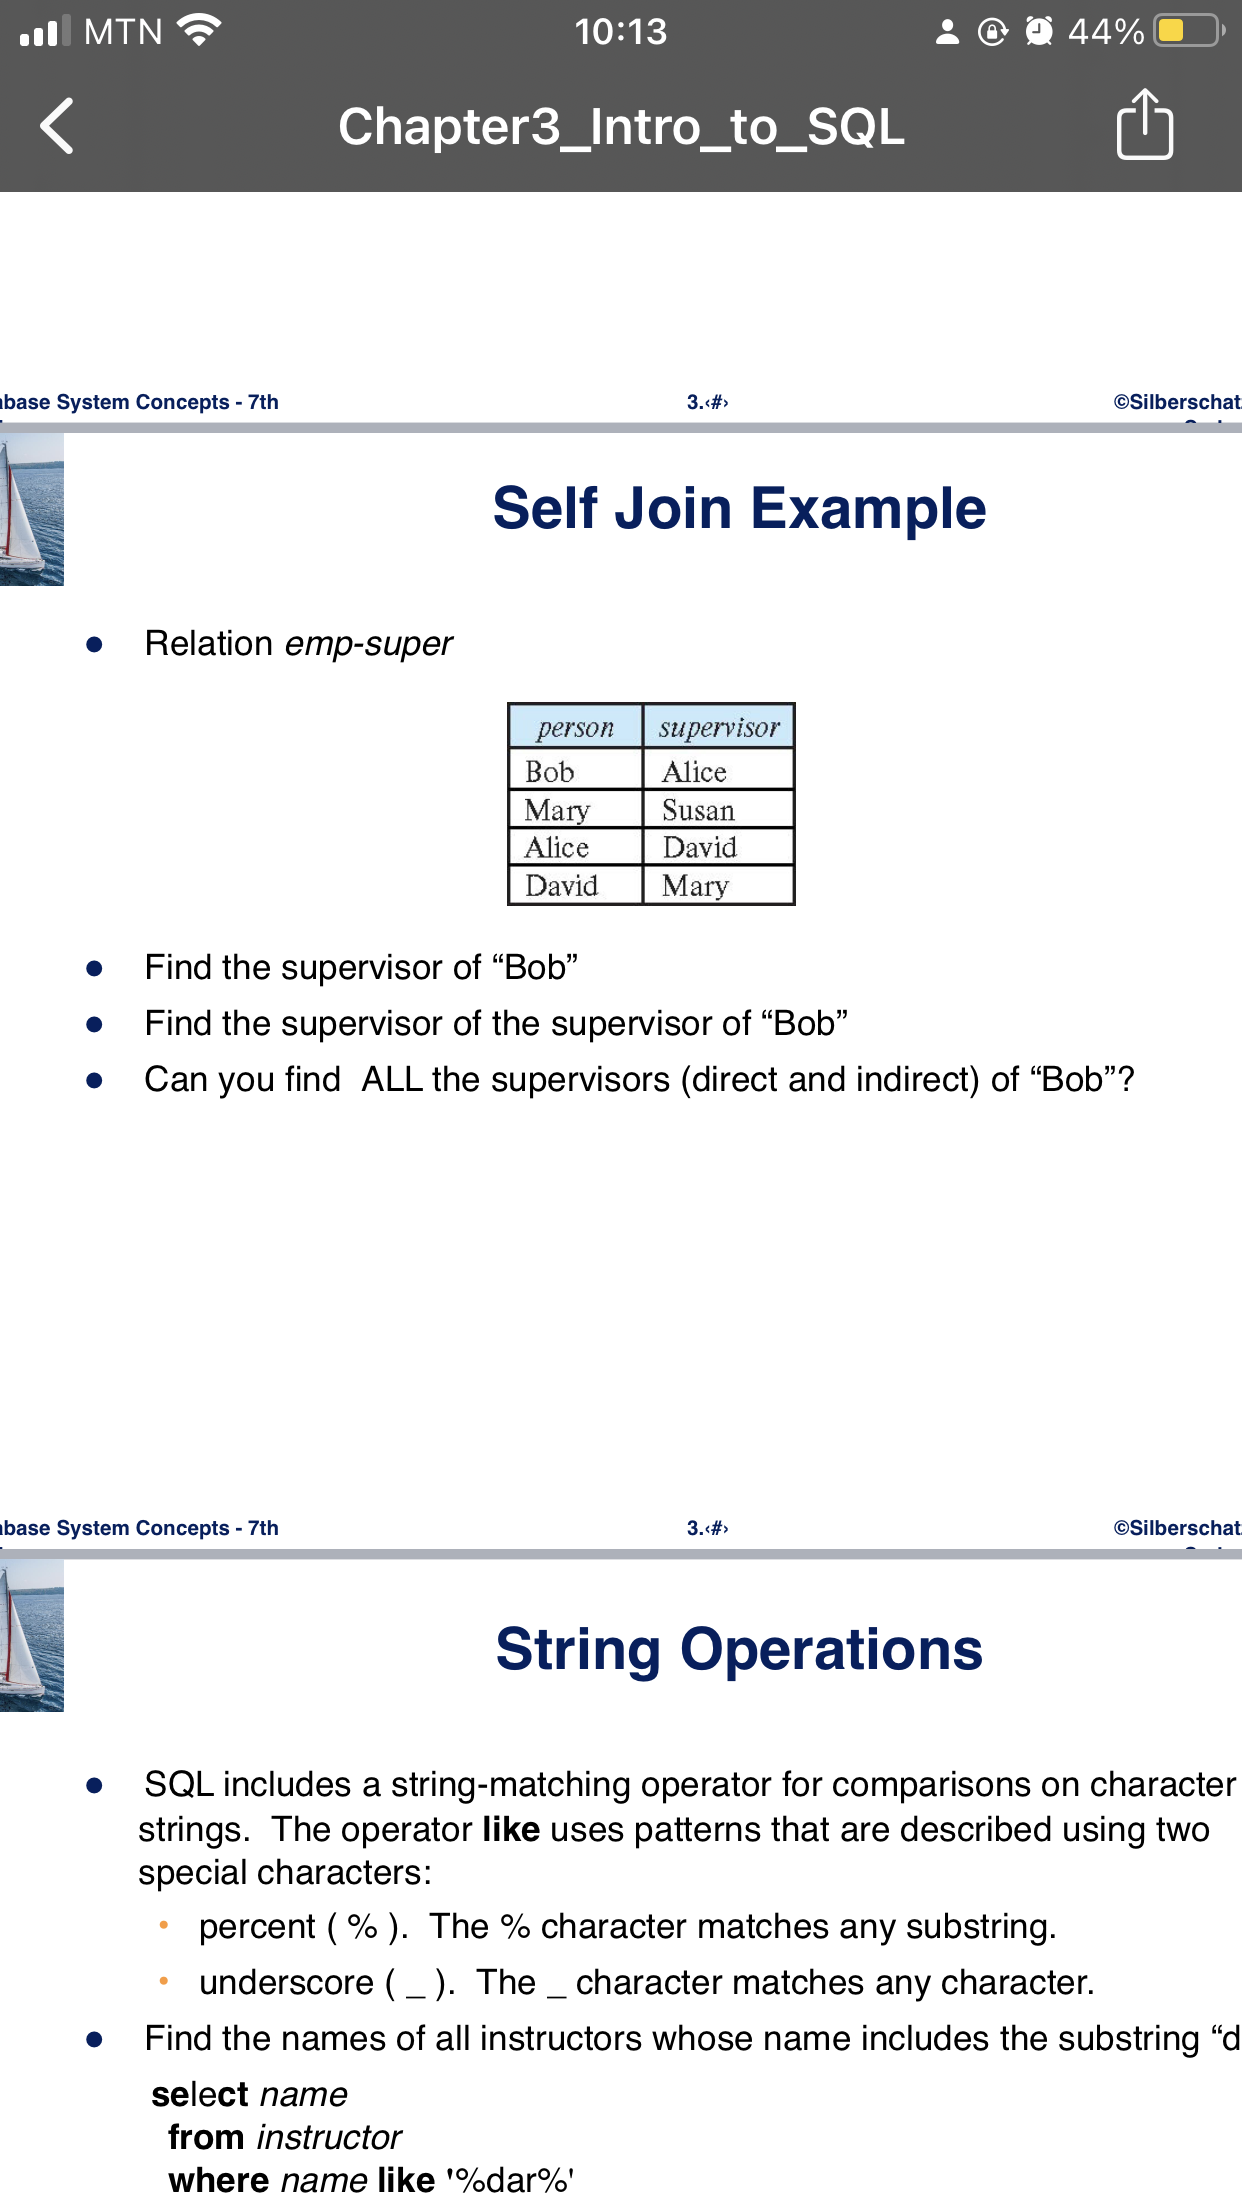 MTN 10:13 44%
Chapter3_Intro_to_SQL
base System Concepts - 7th 3.‹#› ©Silberschat
Self Join Example
● Relation emp-super
person supervisor
Bob Alice
Mary Susan
Alice David
David Mary
● Find the supervisor of “Bob”
● Find the supervisor of the supervisor of “Bob”
● Can you find ALL the supervisors (direct and indirect) of “Bob”?
base System Concepts - 7th 3.‹#› ©Silberschat
String Operations
● SQL includes a string-matching operator for comparisons on character
strings. The operator like uses patterns that are described using two
special characters:
• percent ( % ). The % character matches any substring.
• underscore ( _ ). The _ character matches any character.
● Find the names of all instructors whose name includes the substring “d
select name
from instructor
where name like '%dar%'